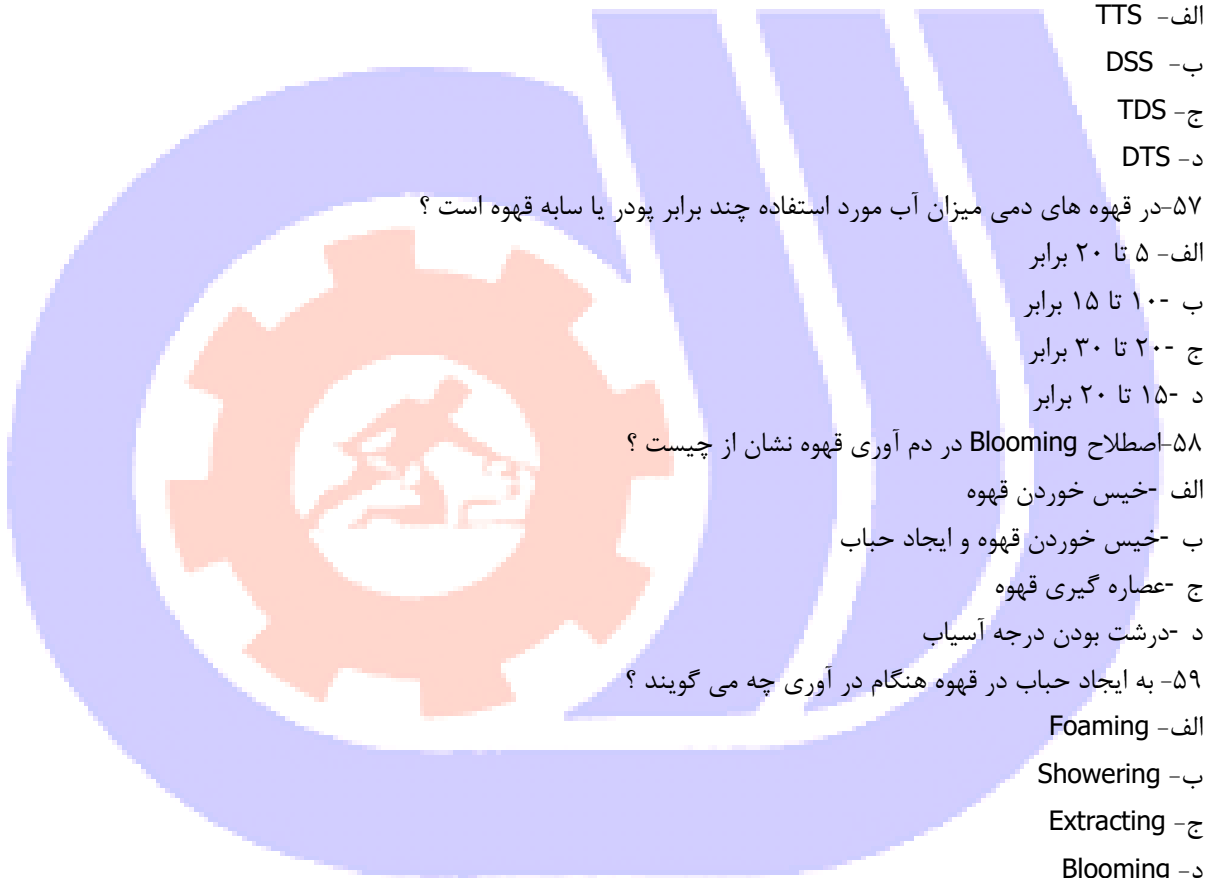 الف- TTS
ب- DSS
ج- TDS
د- DTS
۵۷-در قهوه های دمی میزان آب مورد استفاده چند برابر پودر یا سابه قهوه است ؟
الف- ۵ تا ۲۰ برابر
ب -۱۰ تا ۱۵ برابر
ج -۲۰ تا ۳۰ برابر
د -۱۵ تا ۲۰ برابر
۵۸-اصطلاح Blooming در دم آوری قهوه نشان از چیست ؟
الف -خیس خوردن قهوه
ب -خیس خوردن قهوه و ایجاد حباب
ج -عصاره گیری قهوه
د -درشت بودن درجه آسیاب
۵۹- به ایجاد حباب در قهوه هنگام در آوری چه می گویند ؟
الف- Foaming
ب- Showering
ج- Extracting
د- Blooming